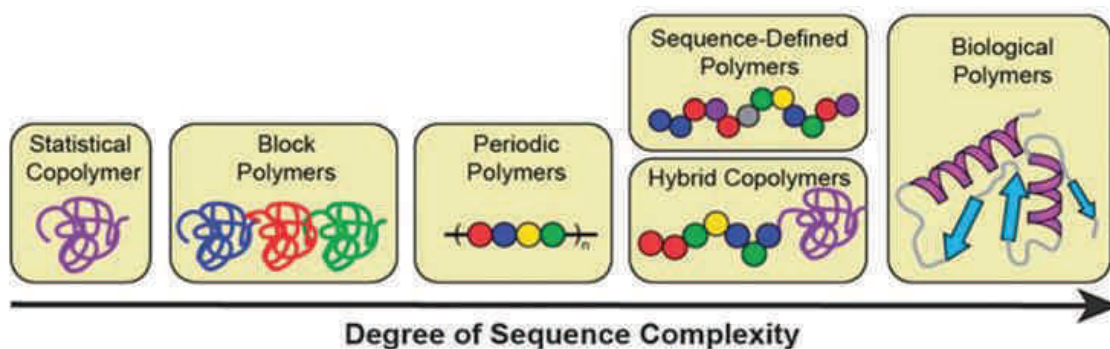 Statistical
Copolymer
Block
Polymers
Periodic
Polymers
n
Sequence-Defined
Polymers
Hybrid Copolymers
Biological
Polymers
Degree of Sequence Complexity